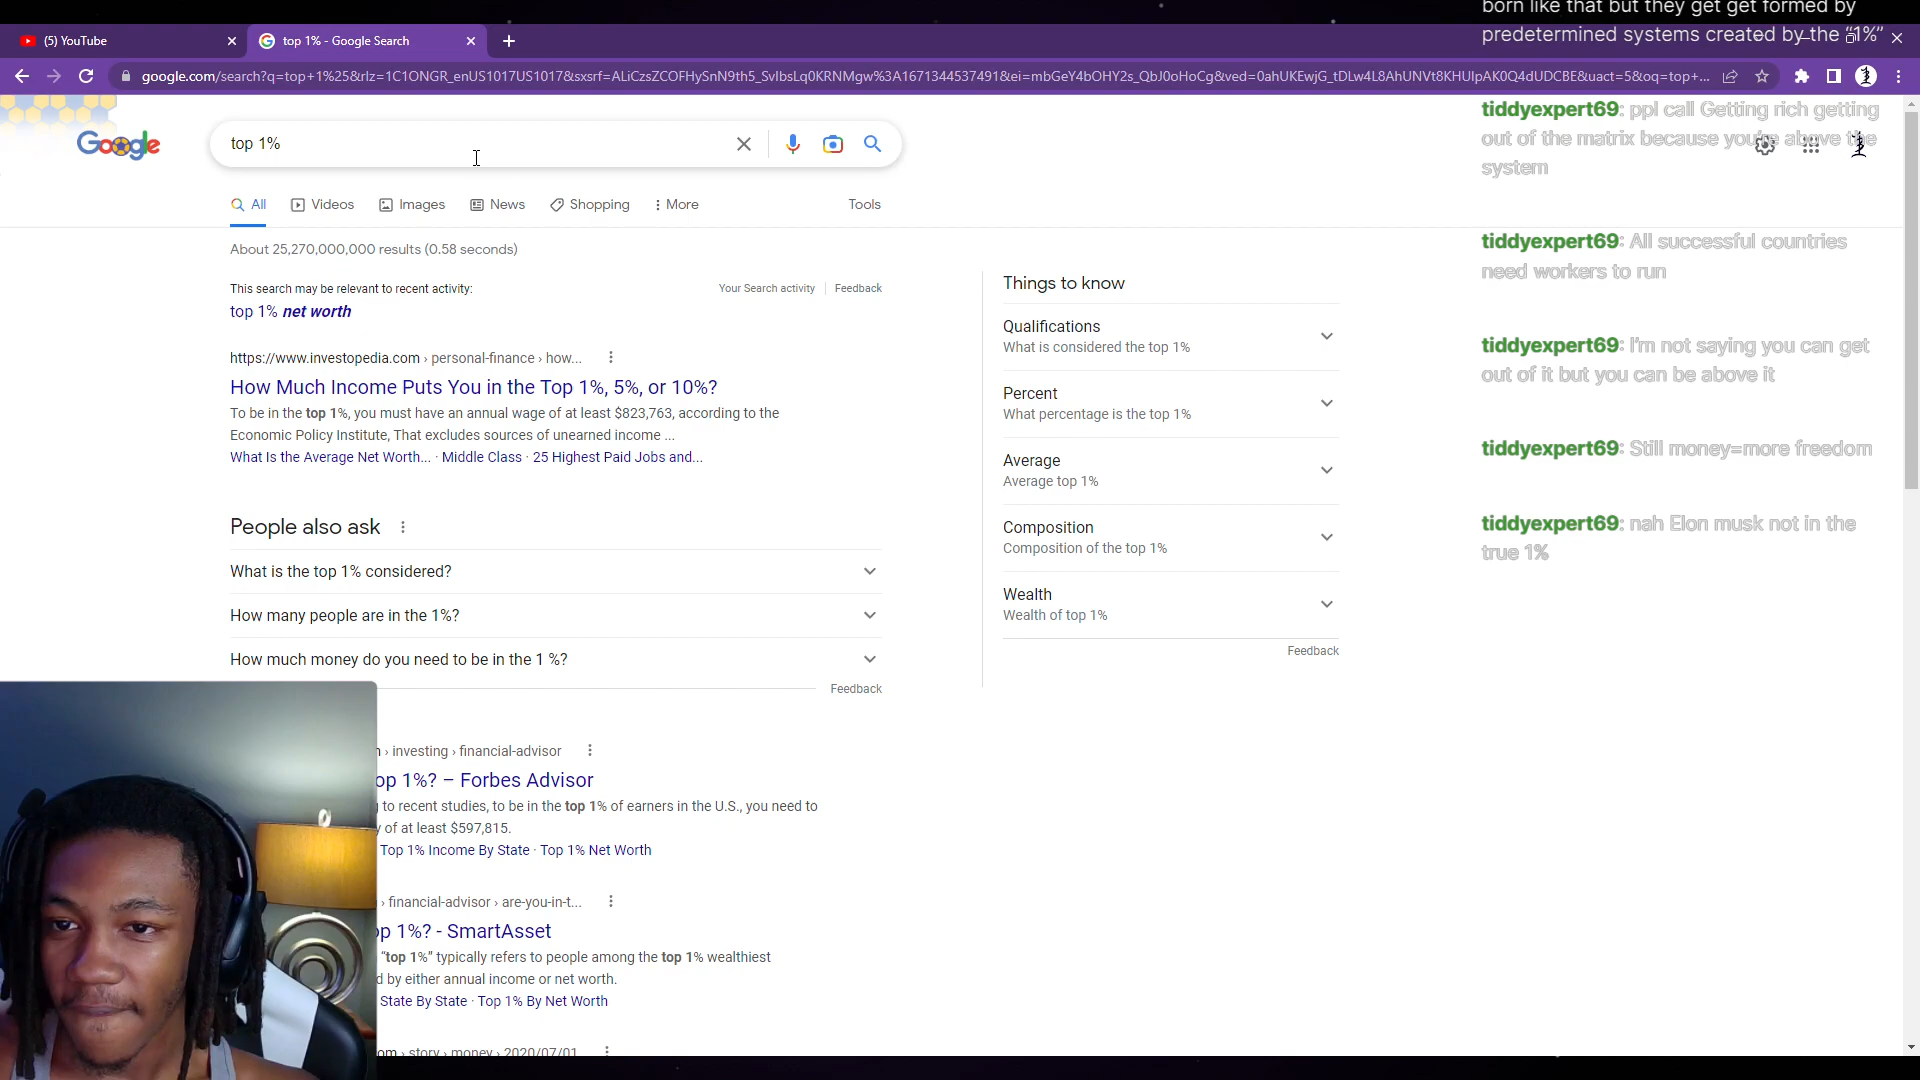 born like that but they get get formed by
predetermined systems created by the "1%"
(5) YouTube
top 1% - Google Search
google.com/search?q=top+1%25&rlz=1C1ONGR_enUS1017US1017&sxsrf=ALiCzsZCOFHySnN9th5_SvIbsLq0KRNMgw%3A1671344537491&ei=mbGeY4bOHY2s_QbJ0oHoCg&ved=0ahUKEwjG_tDLw4L8AhUNVt8KHUIpAK0Q4dUDCBE&uact=5&oq=top+...
Google
top 1%
All
Videos
Images
News
Shopping
More
Tools
About 25,270,000,000 results (0.58 seconds)
This search may be relevant to recent activity:
Your Search activity
Feedback
top 1% net worth
https://www.investopedia.com › personal-finance › how...
How Much Income Puts You in the Top 1%, 5%, or 10%?
To be in the top 1%, you must have an annual wage of at least $823,763, according to the
Economic Policy Institute, That excludes sources of unearned income ...
What Is the Average Net Worth... · Middle Class · 25 Highest Paid Jobs and...
People also ask
What is the top 1% considered?
How many people are in the 1%?
How much money do you need to be in the 1 %?
Feedback
› investing › financial-advisor
op 1%? – Forbes Advisor
to recent studies, to be in the top 1% of earners in the U.S., you need to
of at least $597,815.
Top 1% Income By State · Top 1% Net Worth
› financial-advisor › are-you-in-t...
op 1%? - SmartAsset
"top 1%" typically refers to people among the top 1% wealthiest
d by either annual income or net worth.
State By State · Top 1% By Net Worth
om › story › money › 2020/07/01
Things to know
Qualifications
What is considered the top 1%
Percent
What percentage is the top 1%
Average
Average top 1%
Composition
Composition of the top 1%
Wealth
Wealth of top 1%
Feedback
tiddyexpert69: ppl call Getting rich getting
out of the matrix because you're above the
system
tiddyexpert69: All successful countries
need workers to run
tiddyexpert69: I'm not saying you can get
out of it but you can be above it
tiddyexpert69: Still money=more freedom
tiddyexpert69: nah Elon musk not in the
true 1%